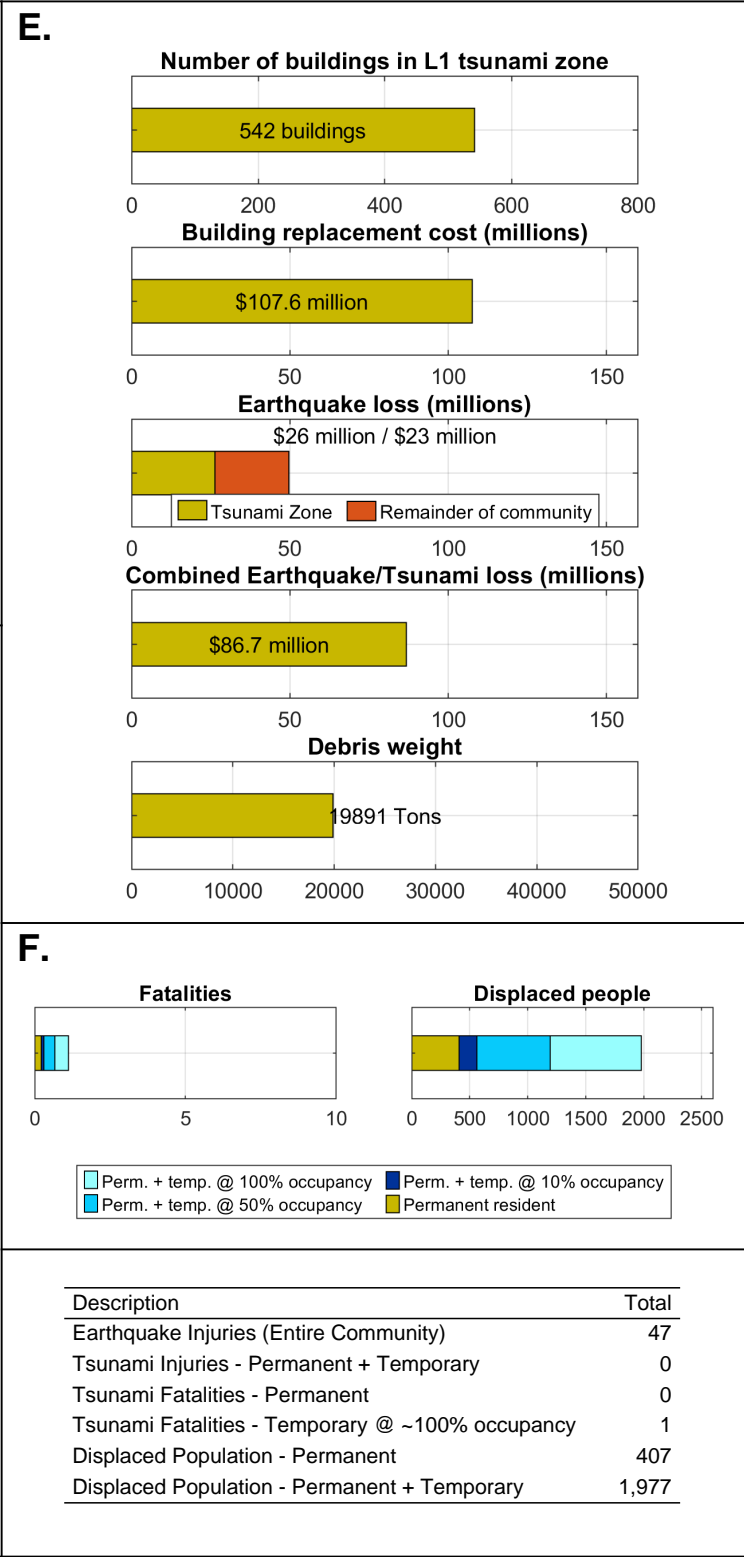 E.
Number of buildings in L1 tsunami zone
542 buildings
0 200 400 600 800
Building replacement cost (millions)
$107.6 million
0 50 100 150
Earthquake loss (millions)
$26 million / $23 million
Tsunami Zone Remainder of community
0 50 100 150
Combined Earthquake/Tsunami loss (millions)
$86.7 million
0 50 100 150
Debris weight
19891 Tons
0 10000 20000 30000 40000 50000
F.
Fatalities Displaced people
0 5 10 0 500 1000 1500 2000 2500
Perm. + temp. @ 100% occupancy Perm. + temp. @ 10% occupancy
Perm. + temp. @ 50% occupancy Permanent resident
Description Total
Earthquake Injuries (Entire Community) 47
Tsunami Injuries - Permanent + Temporary 0
Tsunami Fatalities - Permanent 0
Tsunami Fatalities - Temporary @ ~100% occupancy 1
Displaced Population - Permanent 407
Displaced Population - Permanent + Temporary 1,977